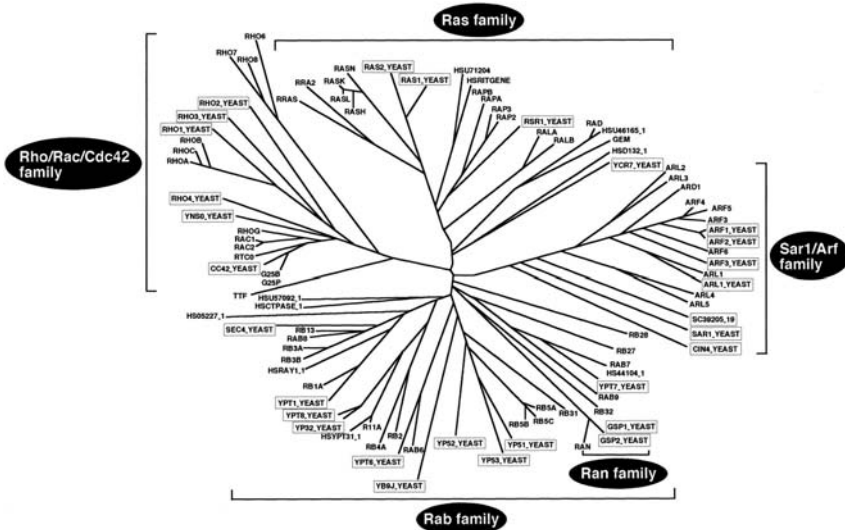 Ras family
RHO6
RHO7
RHO8
RASN
RASK
RASL
RASH
RRA2
RRAS
RAS2_YEAST
RAS1_YEAST
HSU71204
HSRITGENE
RAPB
RAPA
RAP3
RAP2
RSR1_YEAST
RALA
RALB
RAD
HSU46165_1
GEM
HSD132_1
YCR7_YEAST
RHO2_YEAST
RHO3_YEAST
RHO1_YEAST
RHOB
RHOC
RHOA
Rho/Rac/Cdc42
family
RHO4_YEAST
YNS0_YEAST
RHOG
RAC1
RAC2
RTC0
CC42_YEAST
G25B
G25P
TTF
ARL2
ARL3
ARD1
ARF4
ARF5
ARF3
ARF1_YEAST
ARF2_YEAST
ARF6
ARF3_YEAST
ARL1
ARL1_YEAST
ARL4
ARL5
SC39205_19
SAR1_YEAST
CIN4_YEAST
Sar1/Arf
family
HSU57092_1
HSCTPASE_1
HS05227_1
SEC4_YEAST
RB13
RAB8
RB3A
RB3B
HSRAY1_1
RB1A
YPT1_YEAST
YPT8_YEAST
YP32_YEAST
HSYPT31_1
R11A
RB4A
RB2
YPT6_YEAST
RAB6
YB9J_YEAST
YP52_YEAST
YP53_YEAST
YP51_YEAST
RB5B
RB5A
RB5C
RB31
RB28
RB27
RAB7
HS44104_1
YPT7_YEAST
RAB9
RB32
GSP1_YEAST
GSP2_YEAST
RAN
Ran family
Rab family